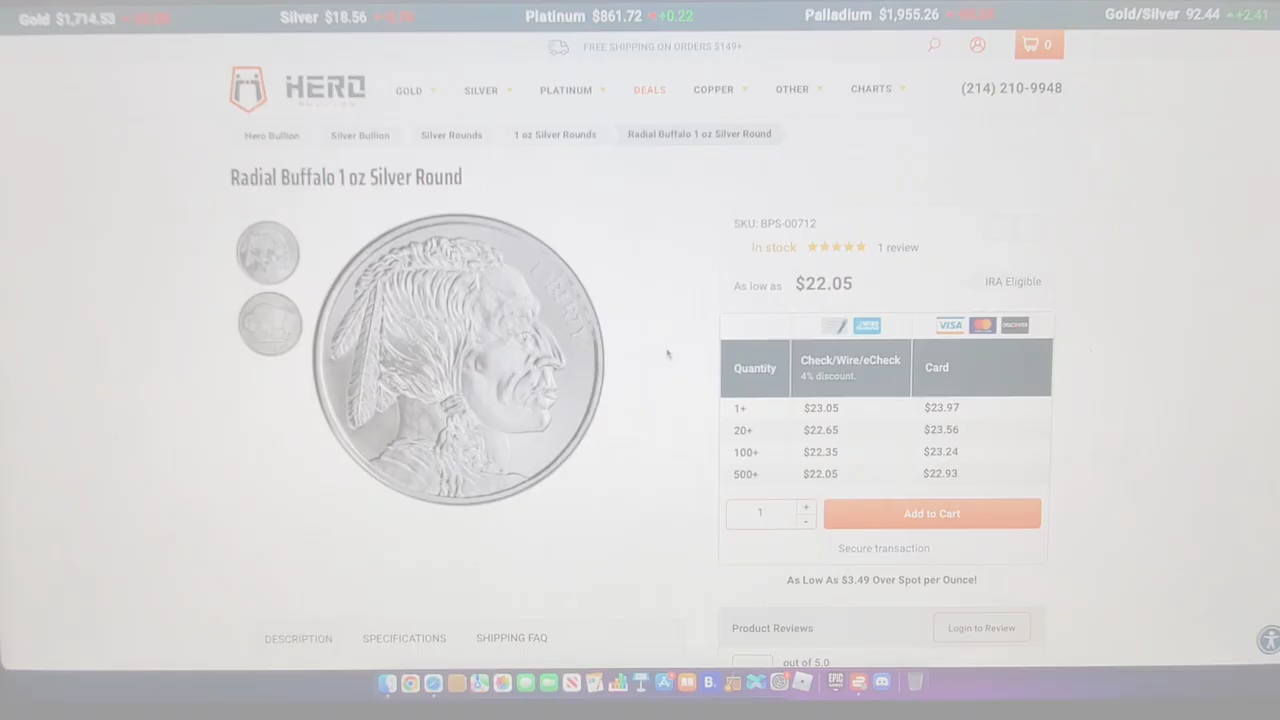 Gold $1,714.53
Silver $18.56
Platinum $861.72 +0.22
Palladium $1,955.26
Gold/Silver 92.44 +2.41
FREE SHIPPING ON ORDERS $149+
0
HERO
GOLD SILVER PLATINUM DEALS COPPER OTHER CHARTS
(214) 210-9948
Hero Bullion Silver Bullion Silver Rounds 1 oz Silver Rounds Radial Buffalo 1 oz Silver Round
Radial Buffalo 1 oz Silver Round
LIBERTY
SKU: BPS-00712
In stock 1 review
As low as $22.05 IRA Eligible
VISA DISCOVER
Quantity Check/Wire/eCheck 4% discount. Card
1+ $23.05 $23.97
20+ $22.65 $23.56
100+ $22.35 $23.24
500+ $22.05 $22.93
1 + -
Add to Cart
Secure transaction
As Low As $3.49 Over Spot per Ounce!
Product Reviews Login to Review
out of 5.0
DESCRIPTION SPECIFICATIONS SHIPPING FAQ
B.
EPIC